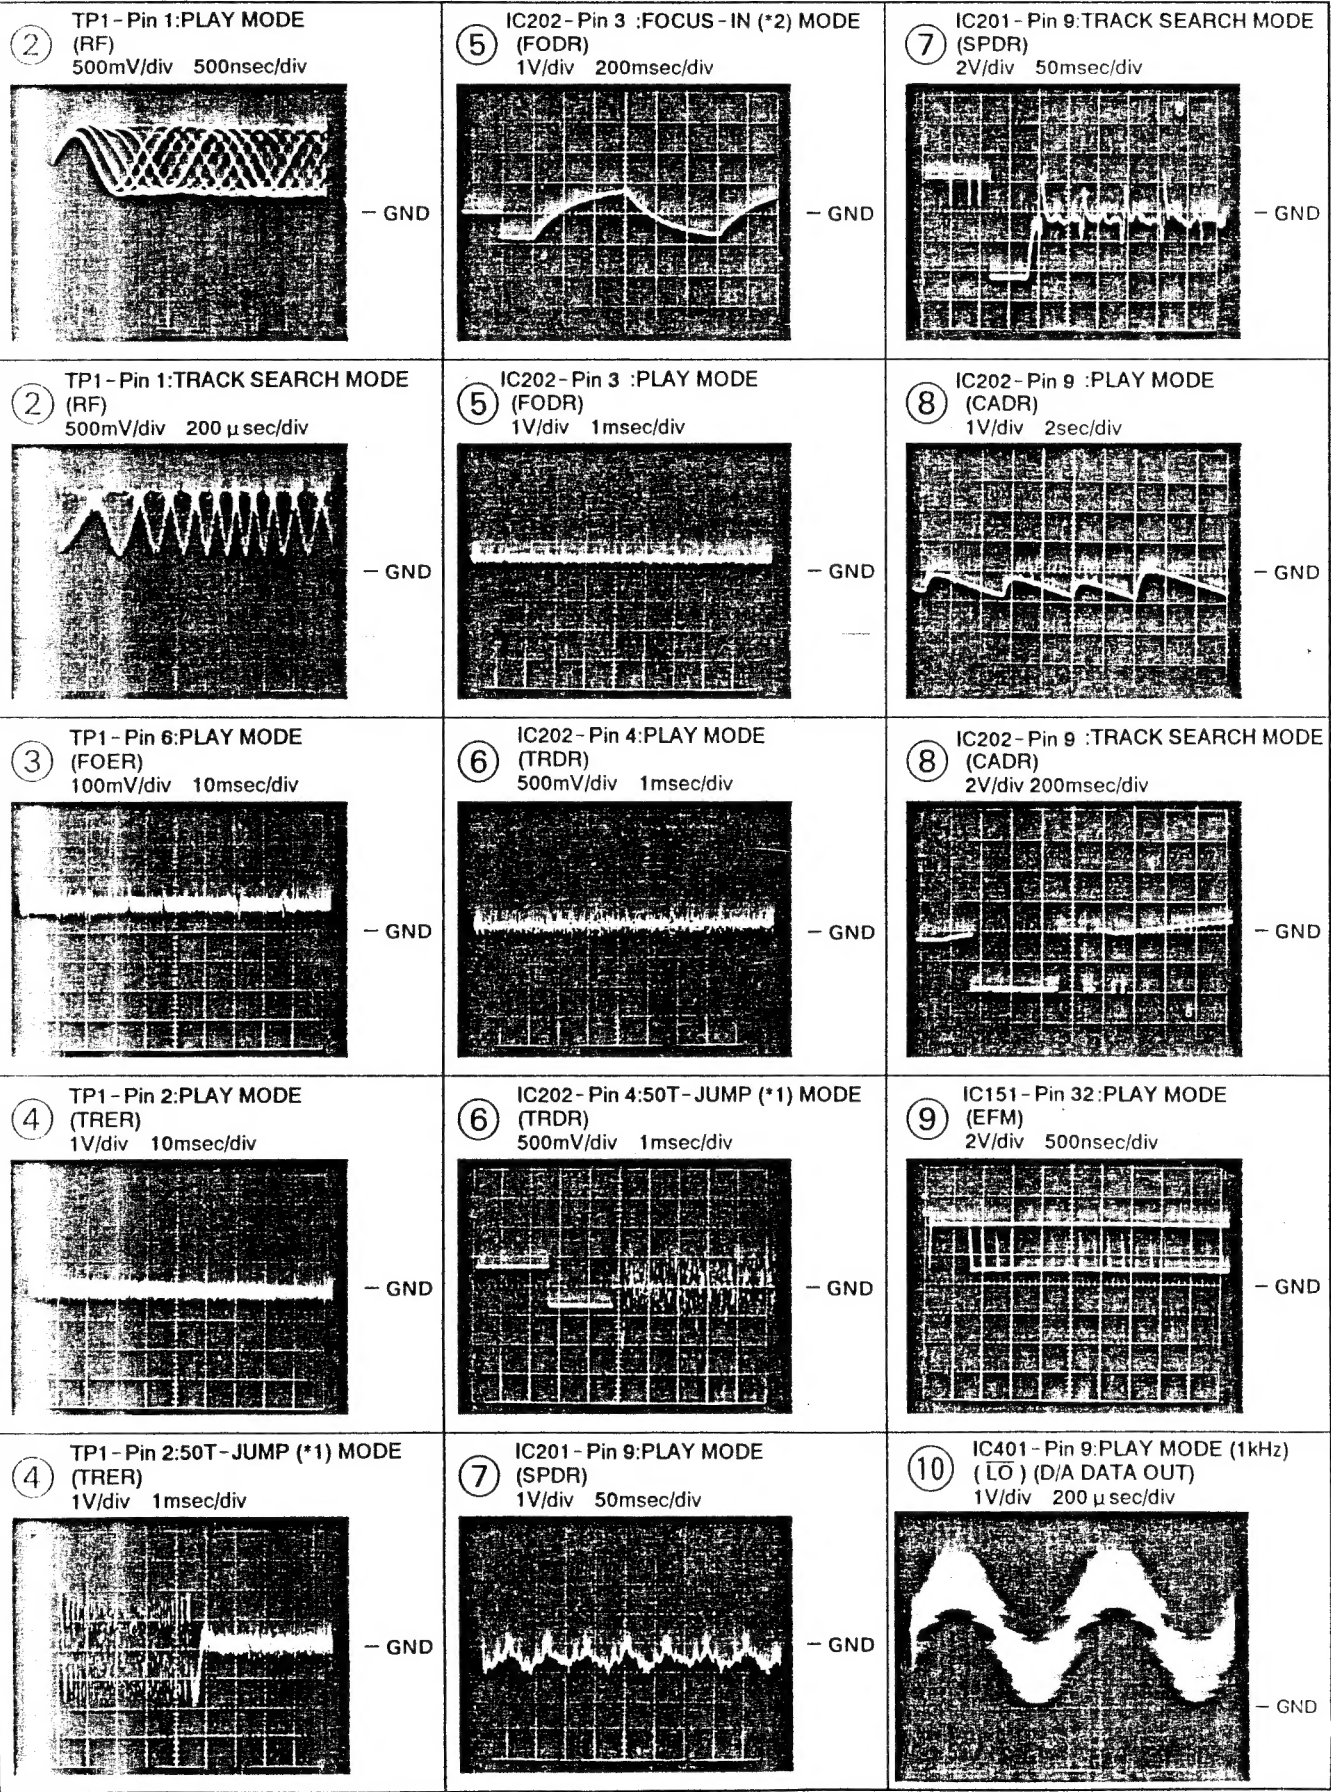 ② TP1-Pin 1:PLAY MODE
(RF)
500mV/div 500nsec/div
- GND
② TP1-Pin 1:TRACK SEARCH MODE
(RF)
500mV/div 200 μ sec/div
- GND
③ TP1-Pin 6:PLAY MODE
(FOER)
100mV/div 10msec/div
- GND
④ TP1-Pin 2:PLAY MODE
(TRER)
1V/div 10msec/div
- GND
④ TP1-Pin 2:50T-JUMP (*1) MODE
(TRER)
1V/div 1msec/div
- GND
⑤ IC202-Pin 3 :FOCUS-IN (*2) MODE
(FODR)
1V/div 200msec/div
- GND
⑤ IC202-Pin 3 :PLAY MODE
(FODR)
1V/div 1msec/div
- GND
⑥ IC202-Pin 4:PLAY MODE
(TRDR)
500mV/div 1msec/div
- GND
⑥ IC202-Pin 4:50T-JUMP (*1) MODE
(TRDR)
500mV/div 1msec/div
- GND
⑦ IC201-Pin 9:PLAY MODE
(SPDR)
1V/div 50msec/div
- GND
⑦ IC201-Pin 9:TRACK SEARCH MODE
(SPDR)
2V/div 50msec/div
- GND
⑧ IC202-Pin 9 :PLAY MODE
(CADR)
1V/div 2sec/div
- GND
⑧ IC202-Pin 9 :TRACK SEARCH MODE
(CADR)
2V/div 200msec/div
- GND
⑨ IC151-Pin 32:PLAY MODE
(EFM)
2V/div 500nsec/div
- GND
⑩ IC401-Pin 9:PLAY MODE (1kHz)
( L̅O̅ ) (D/A DATA OUT)
1V/div 200 μ sec/div
- GND